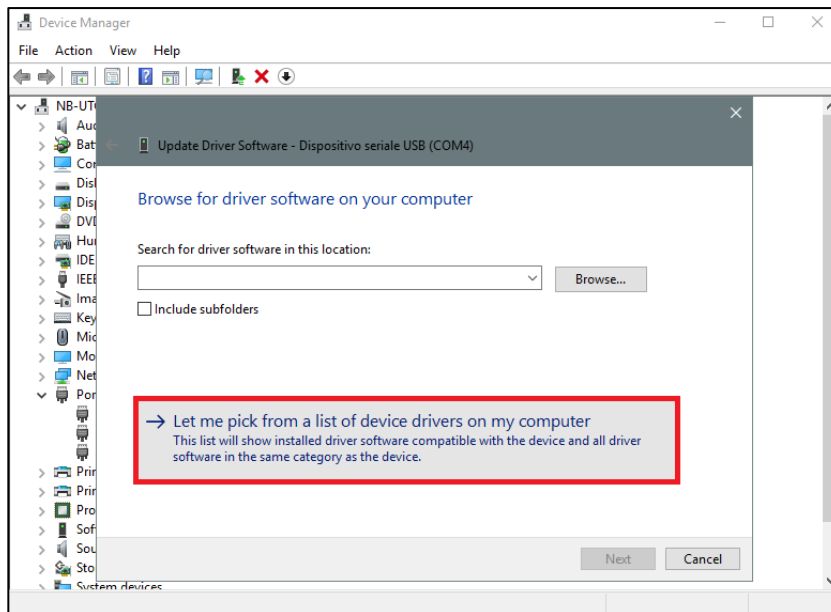 Device Manager
File Action View Help
NB-UT
Update Driver Software - Dispositivo seriale USB (COM4)
Browse for driver software on your computer
Search for driver software in this location:
Browse...
Include subfolders
Let me pick from a list of device drivers on my computer
This list will show installed driver software compatible with the device and all driver
software in the same category as the device.
Next Cancel
Aud
Bat
Cor
Disl
Disp
DVD
Hur
IDE
IEEE
Ima
Key
Mic
Mo
Net
Por
Prin
Prin
Pro
Sof
Sou
Sto
System devices